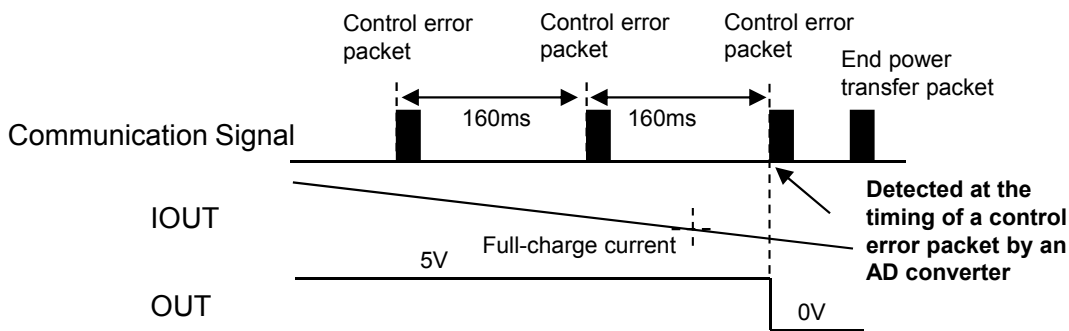 Control error
packet
Control error
packet
Control error
packet
End power
transfer packet
160ms
160ms
Communication Signal
Detected at the
timing of a control
error packet by an
AD converter
IOUT
Full-charge current
5V
OUT
0V